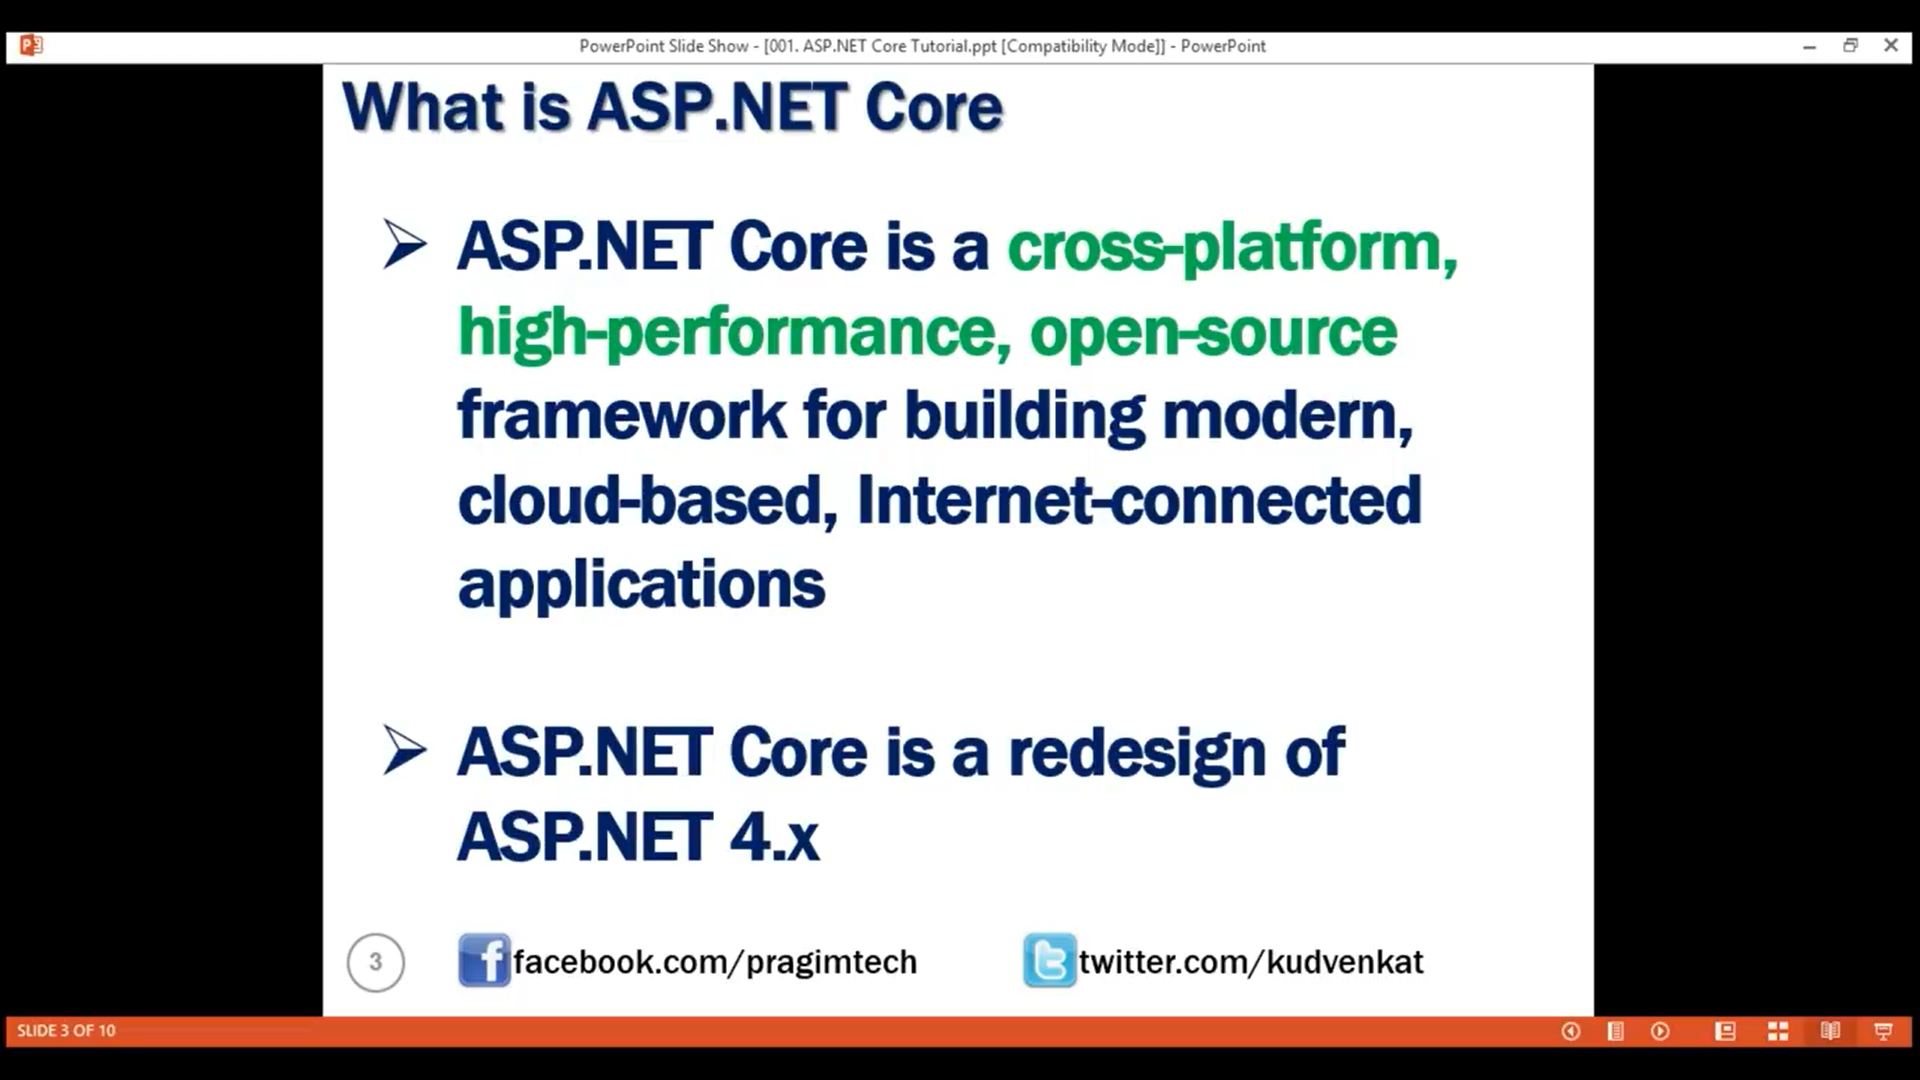 PowerPoint Slide Show - [001. ASP.NET Core Tutorial.ppt [Compatibility Mode]] - PowerPoint
What is ASP.NET Core
ASP.NET Core is a cross-platform,
high-performance, open-source
framework for building modern,
cloud-based, Internet-connected
applications
ASP.NET Core is a redesign of
ASP.NET 4.x
3
facebook.com/pragimtech
twitter.com/kudvenkat
SLIDE 3 OF 10